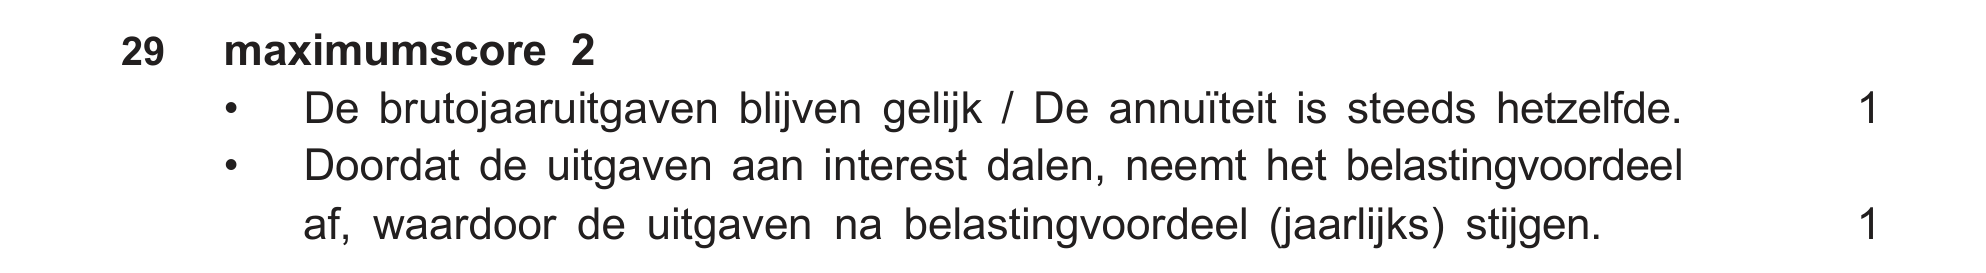 29 maximumscore 2
• De brutojaaruitgaven blijven gelijk / De annuïteit is steeds hetzelfde. 1
• Doordat de uitgaven aan interest dalen, neemt het belastingvoordeel
af, waardoor de uitgaven na belastingvoordeel (jaarlijks) stijgen. 1